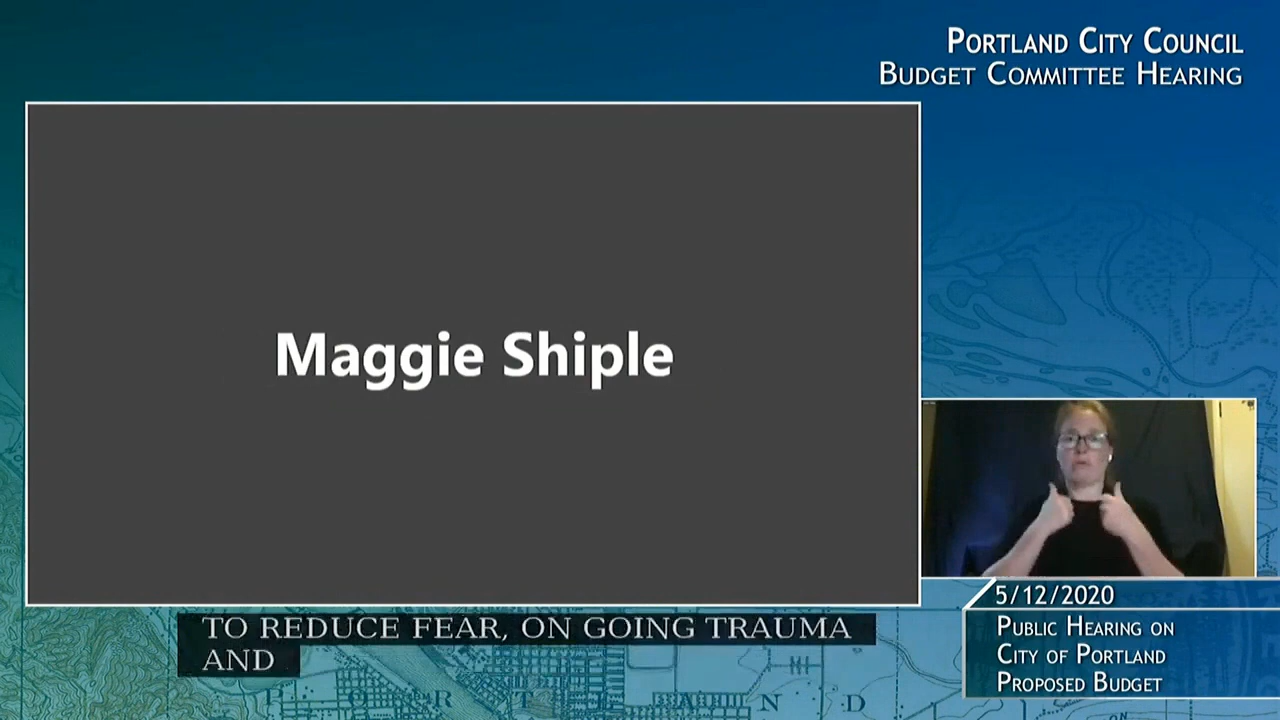 Portland City Council
Budget Committee Hearing
Maggie Shiple
TO REDUCE FEAR, ON GOING TRAUMA
AND
5/12/2020
Public Hearing on
City of Portland
Proposed Budget
P O R T L A N D
ON